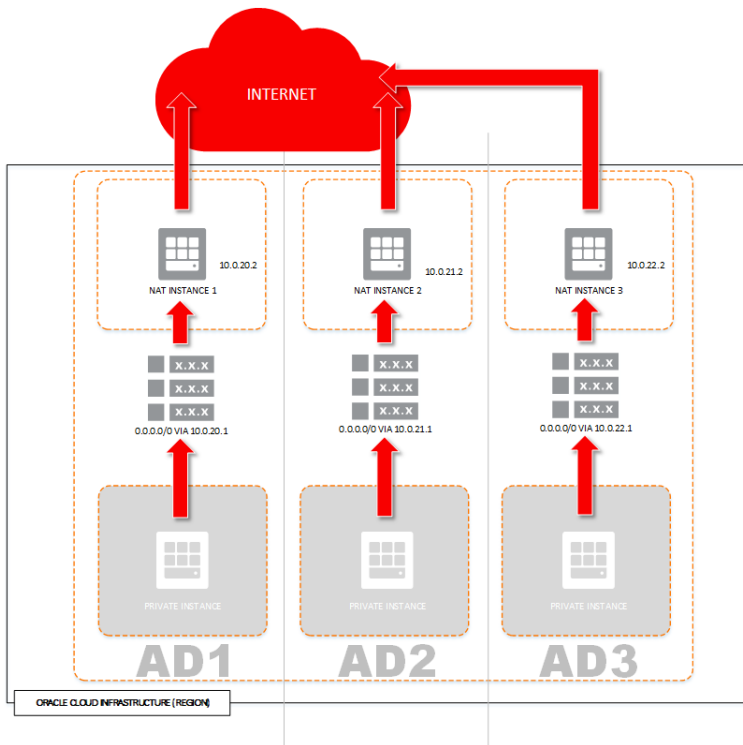 INTERNET
10.0.20.2
NAT INSTANCE 1
10.0.21.2
NAT INSTANCE 2
10.0.22.2
NAT INSTANCE 3
x.x.x
x.x.x
x.x.x
0.0.0.0/0 VIA 10.0.20.1
x.x.x
x.x.x
x.x.x
0.0.0.0/0 VIA 10.0.21.1
x.x.x
x.x.x
x.x.x
0.0.0.0/0 VIA 10.0.22.1
PRIVATE INSTANCE
PRIVATE INSTANCE
PRIVATE INSTANCE
AD1
AD2
AD3
ORACLE CLOUD INFRASTRUCTURE (REGION)